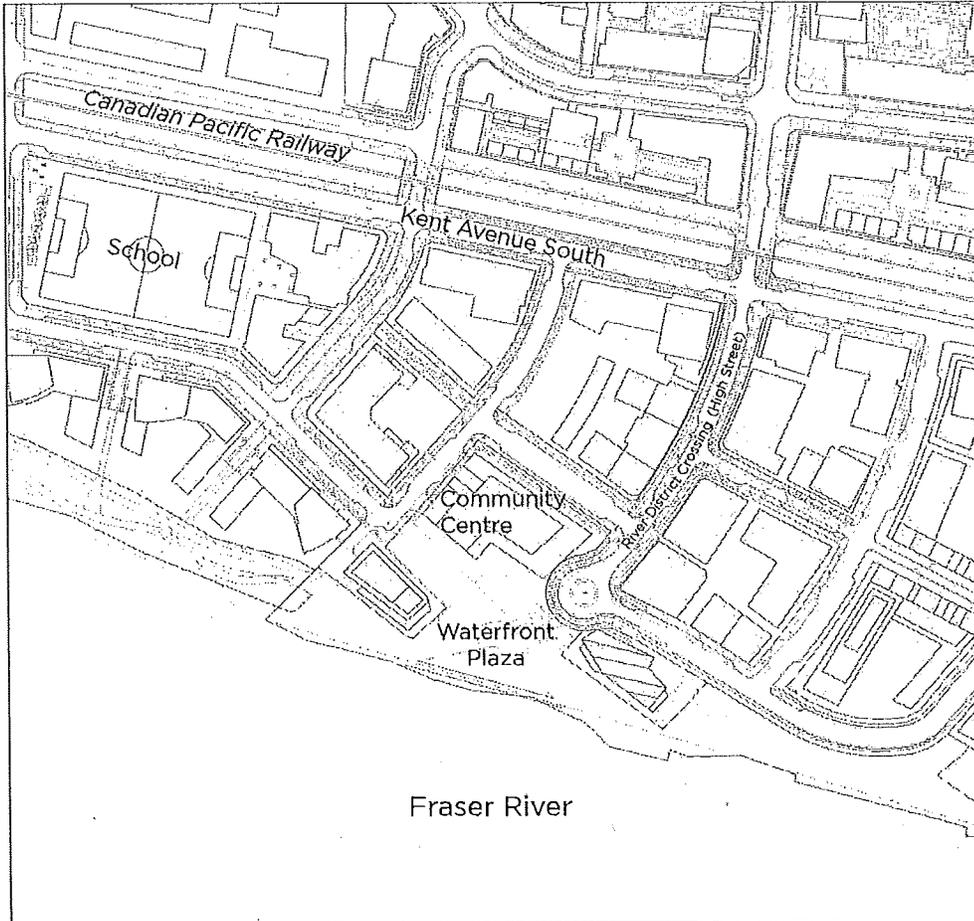 Canadian Pacific Railway
Kent Avenue South
School
River District Crossing (High Street)
Community
Centre
Waterfront
Plaza
Fraser River